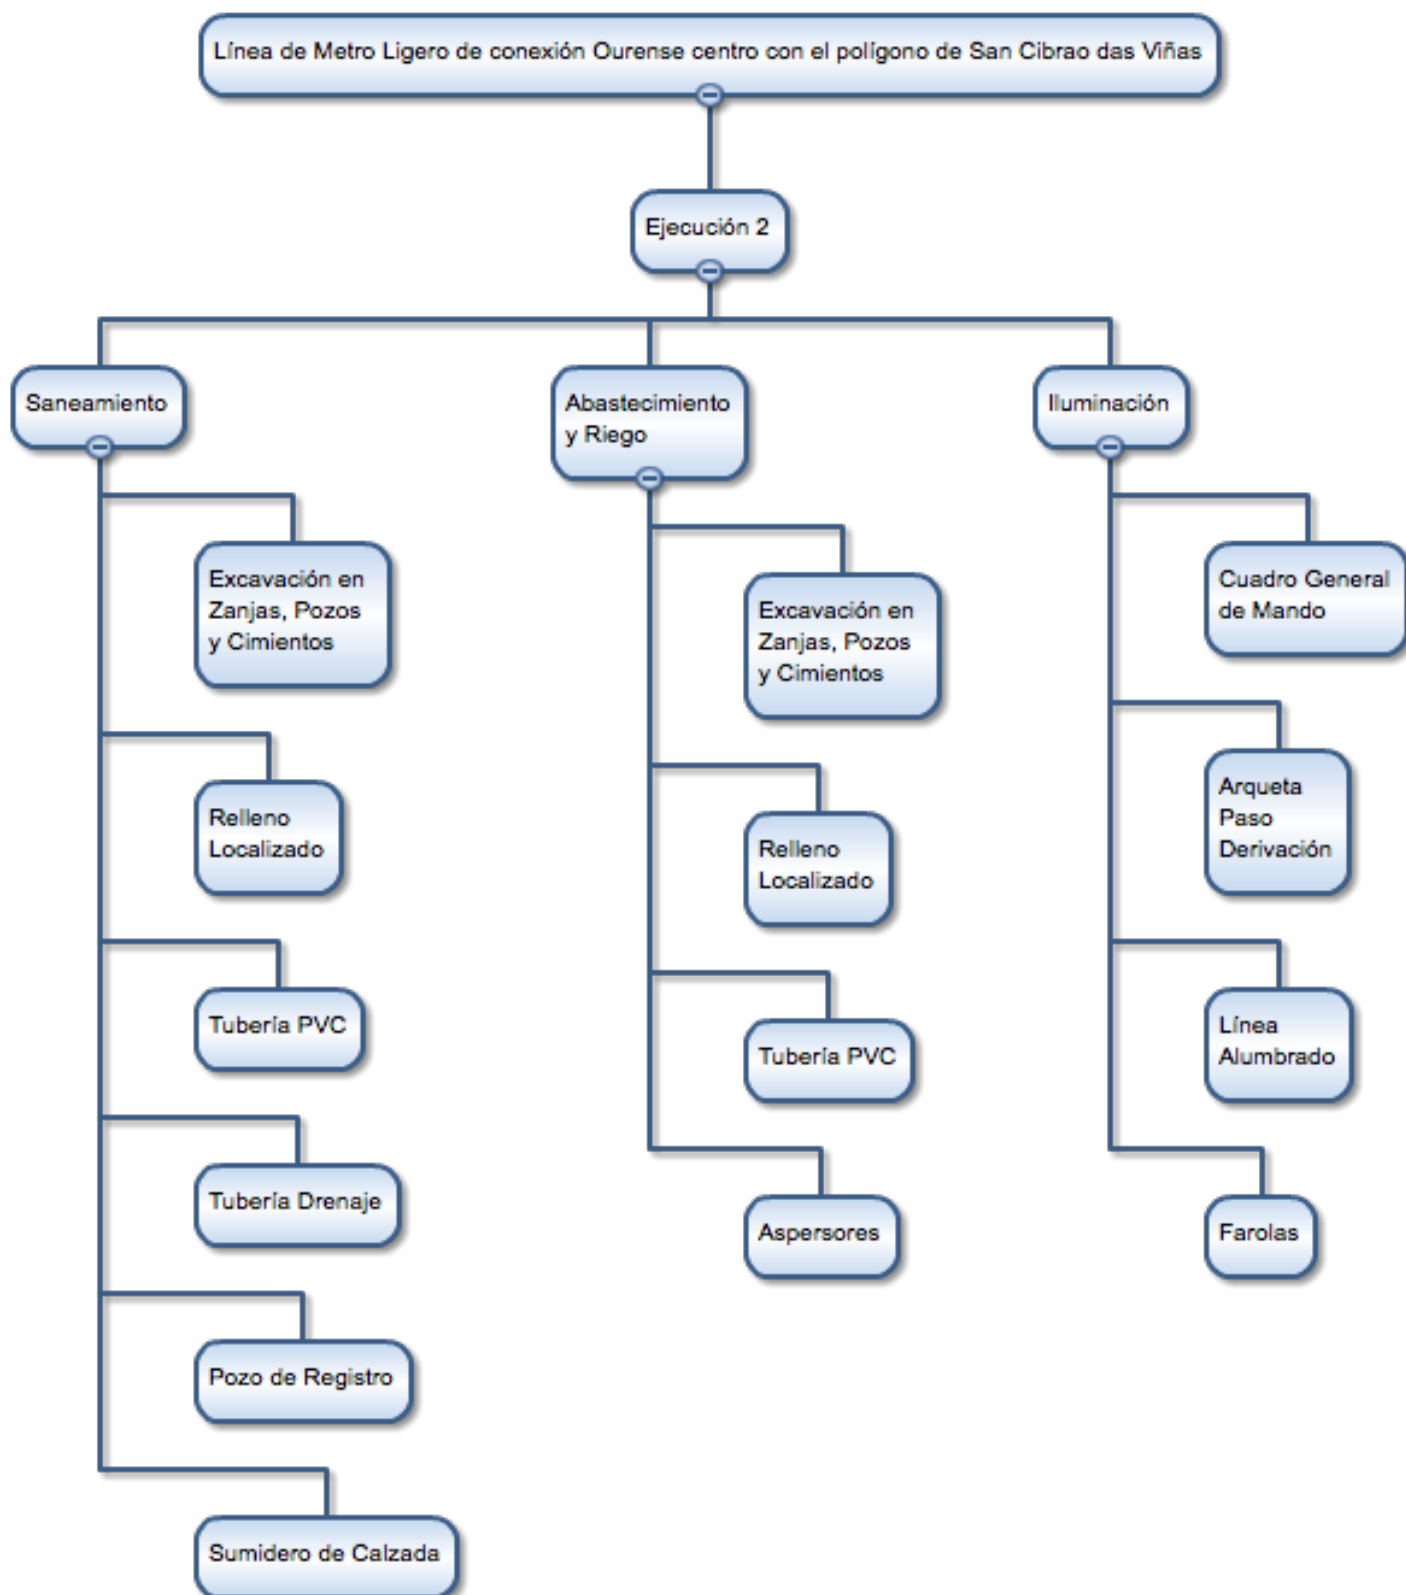 Línea de Metro Ligero de conexión Ourense centro con el polígono de San Cibrao das Viñas
Ejecución 2
Saneamiento
Excavación en
Zanjas, Pozos
y Cimientos
Relleno
Localizado
Tubería PVC
Tubería Drenaje
Pozo de Registro
Sumidero de Calzada
Abastecimiento
y Riego
Excavación en
Zanjas, Pozos
y Cimientos
Relleno
Localizado
Tubería PVC
Aspersores
Iluminación
Cuadro General
de Mando
Arqueta
Paso
Derivación
Línea
Alumbrado
Farolas